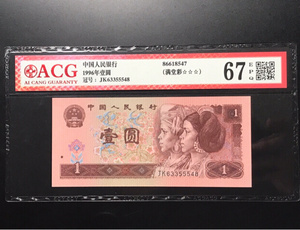 ACG
AI CANG GUARANTY
中国人民银行
1996年壹圆
冠号：JK63355548
86618547
(满堂彩☆☆☆)
67
EPG
中国人民银行
1
壹圆
JK63355548
1